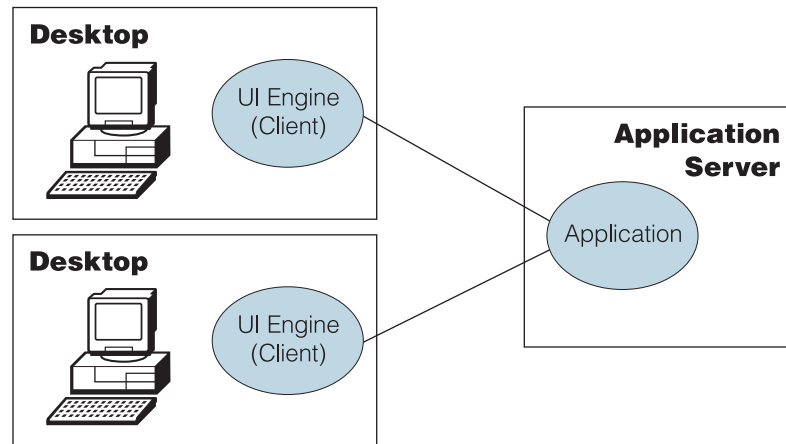 Desktop
UI Engine
(Client)
Application
Server
Application
Desktop
UI Engine
(Client)